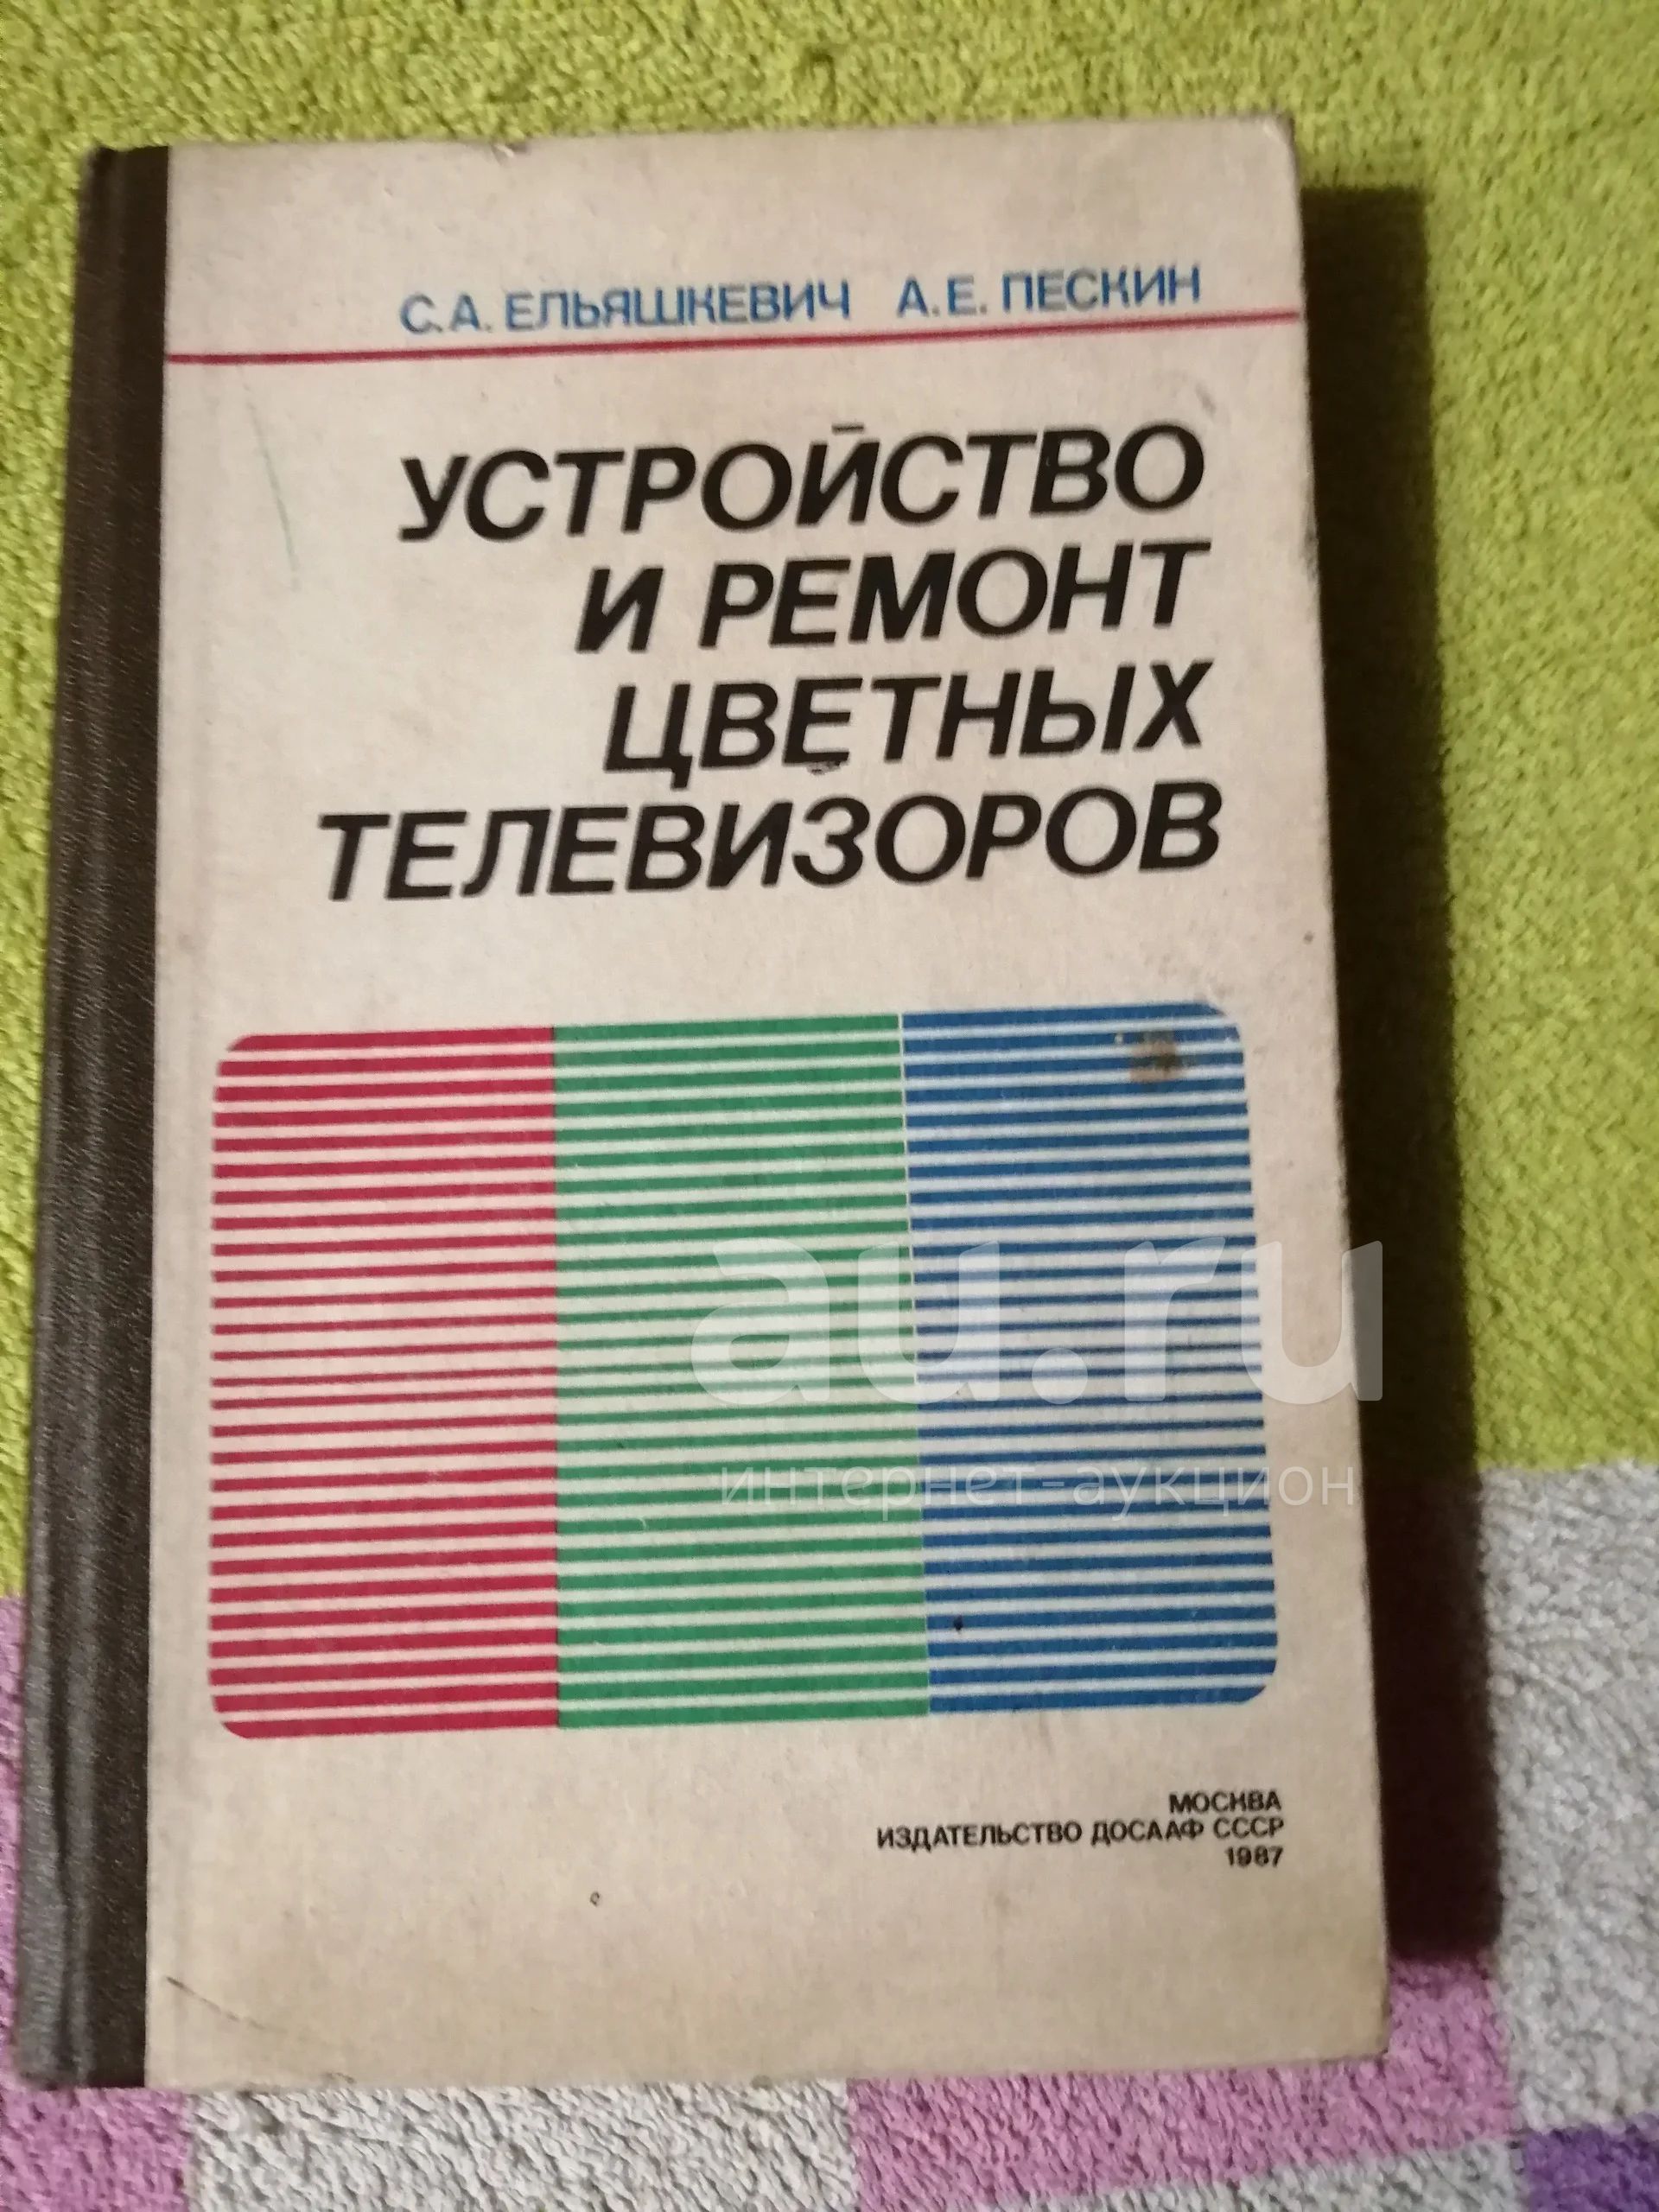 С.А. ЕЛЬЯШКЕВИЧ А.Е. ПЕСКИН
УСТРОЙСТВО
И РЕМОНТ
ЦВЕТНЫХ
ТЕЛЕВИЗОРОВ
au.ru
интернет-аукцион
МОСКВА
ИЗДАТЕЛЬСТВО ДОСААФ СССР
1987